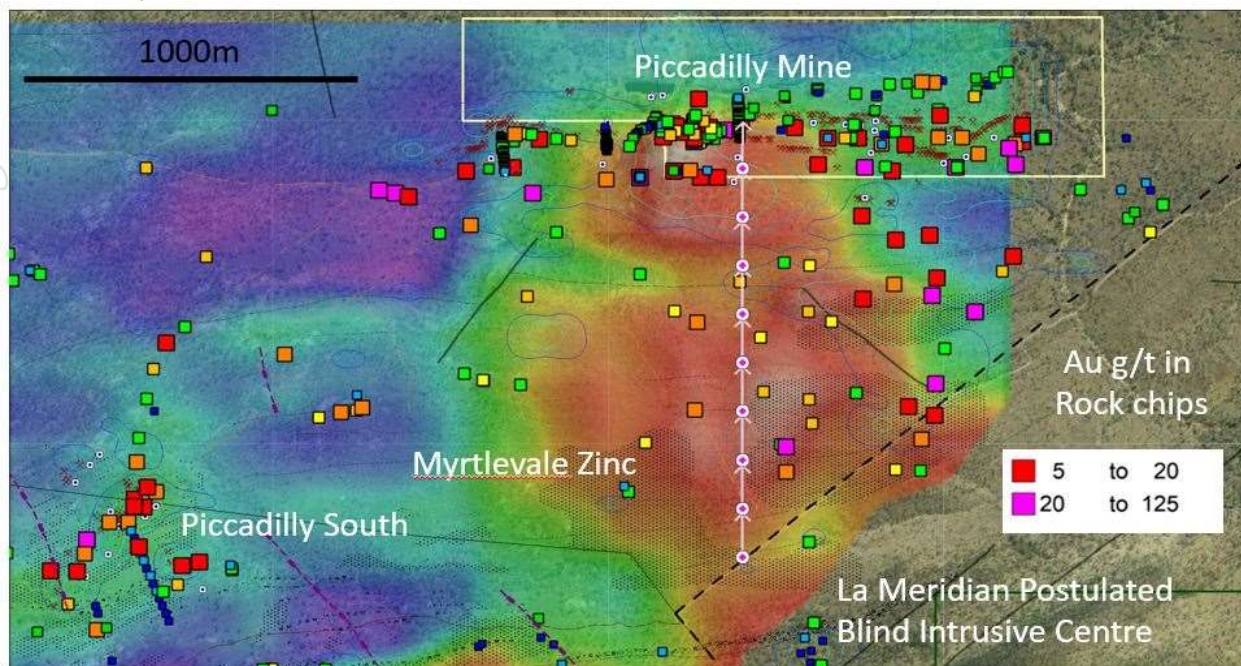 1000m
Piccadilly Mine
Au g/t in
Rock chips
Myrtlevale Zinc
5 to 20
20 to 125
Piccadilly South
La Meridian Postulated
Blind Intrusive Centre